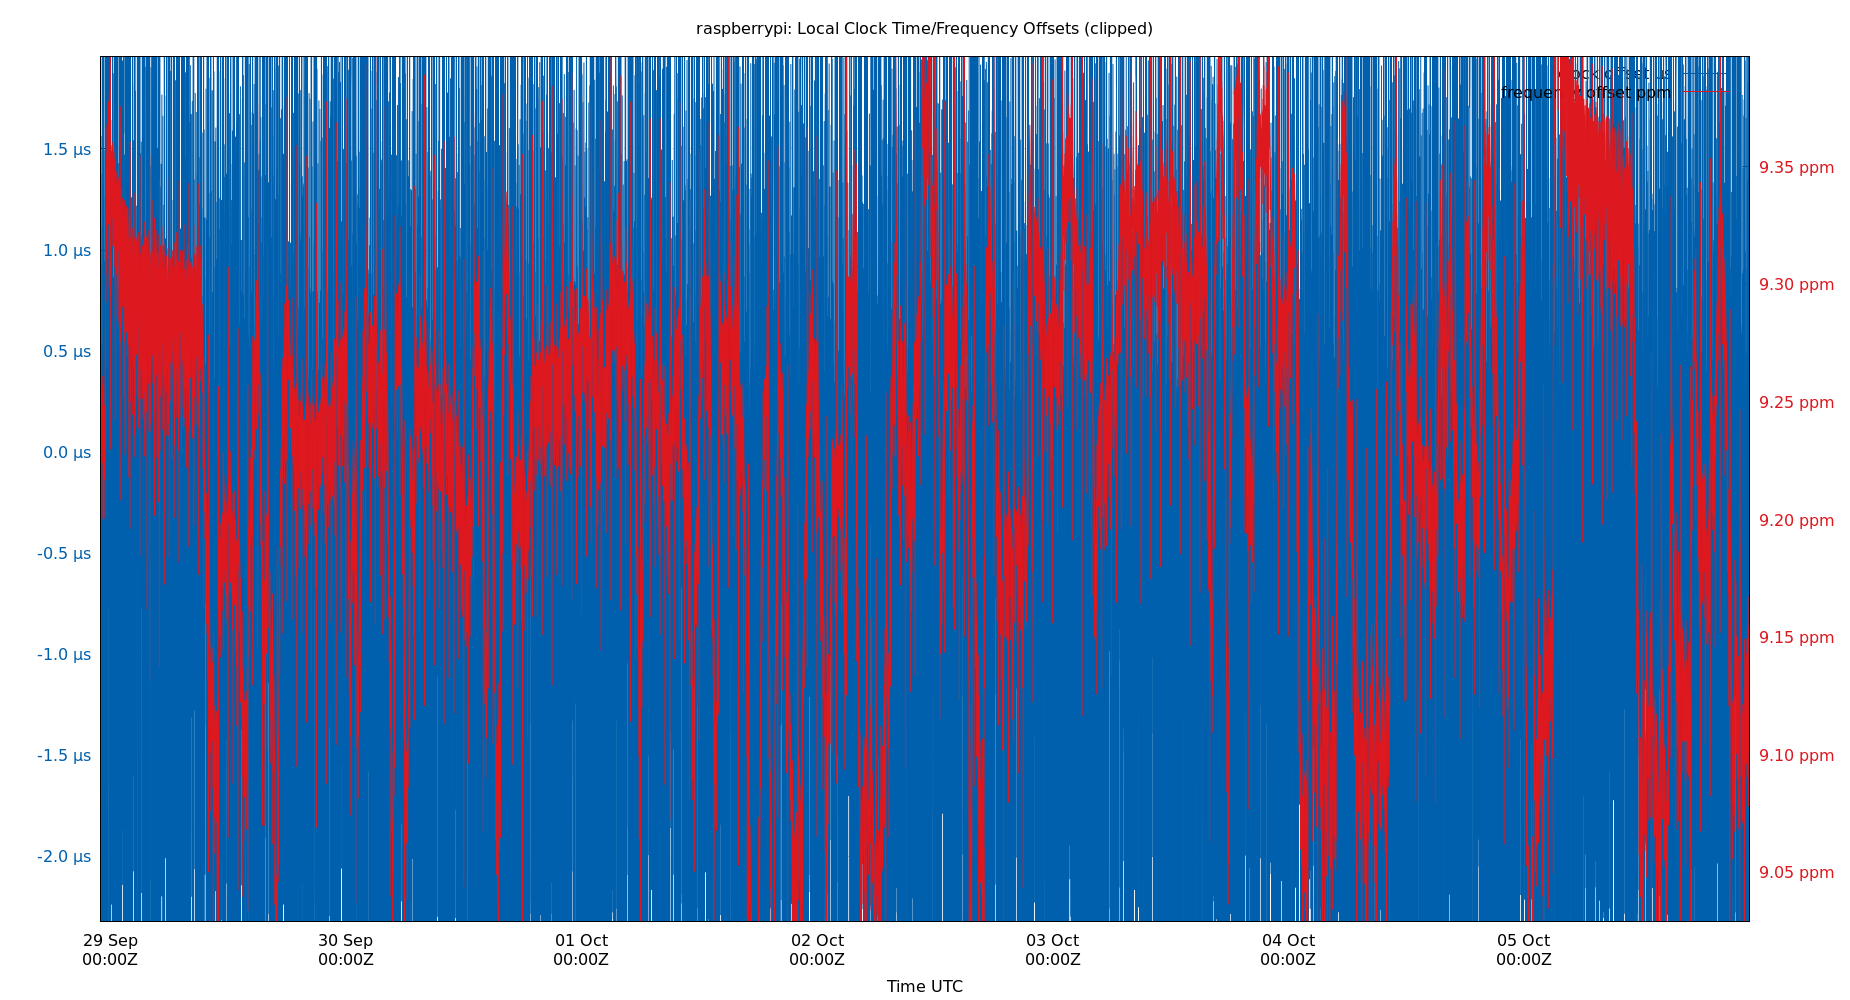 raspberrypi: Local Clock Time/Frequency Offsets (clipped)
clock offset µs
frequency offset ppm
1.5 µs
1.0 µs
0.5 µs
0.0 µs
-0.5 µs
-1.0 µs
-1.5 µs
-2.0 µs
9.35 ppm
9.30 ppm
9.25 ppm
9.20 ppm
9.15 ppm
9.10 ppm
9.05 ppm
29 Sep 30 Sep 01 Oct 02 Oct 03 Oct 04 Oct 05 Oct
00:00Z 00:00Z 00:00Z 00:00Z 00:00Z 00:00Z 00:00Z
Time UTC